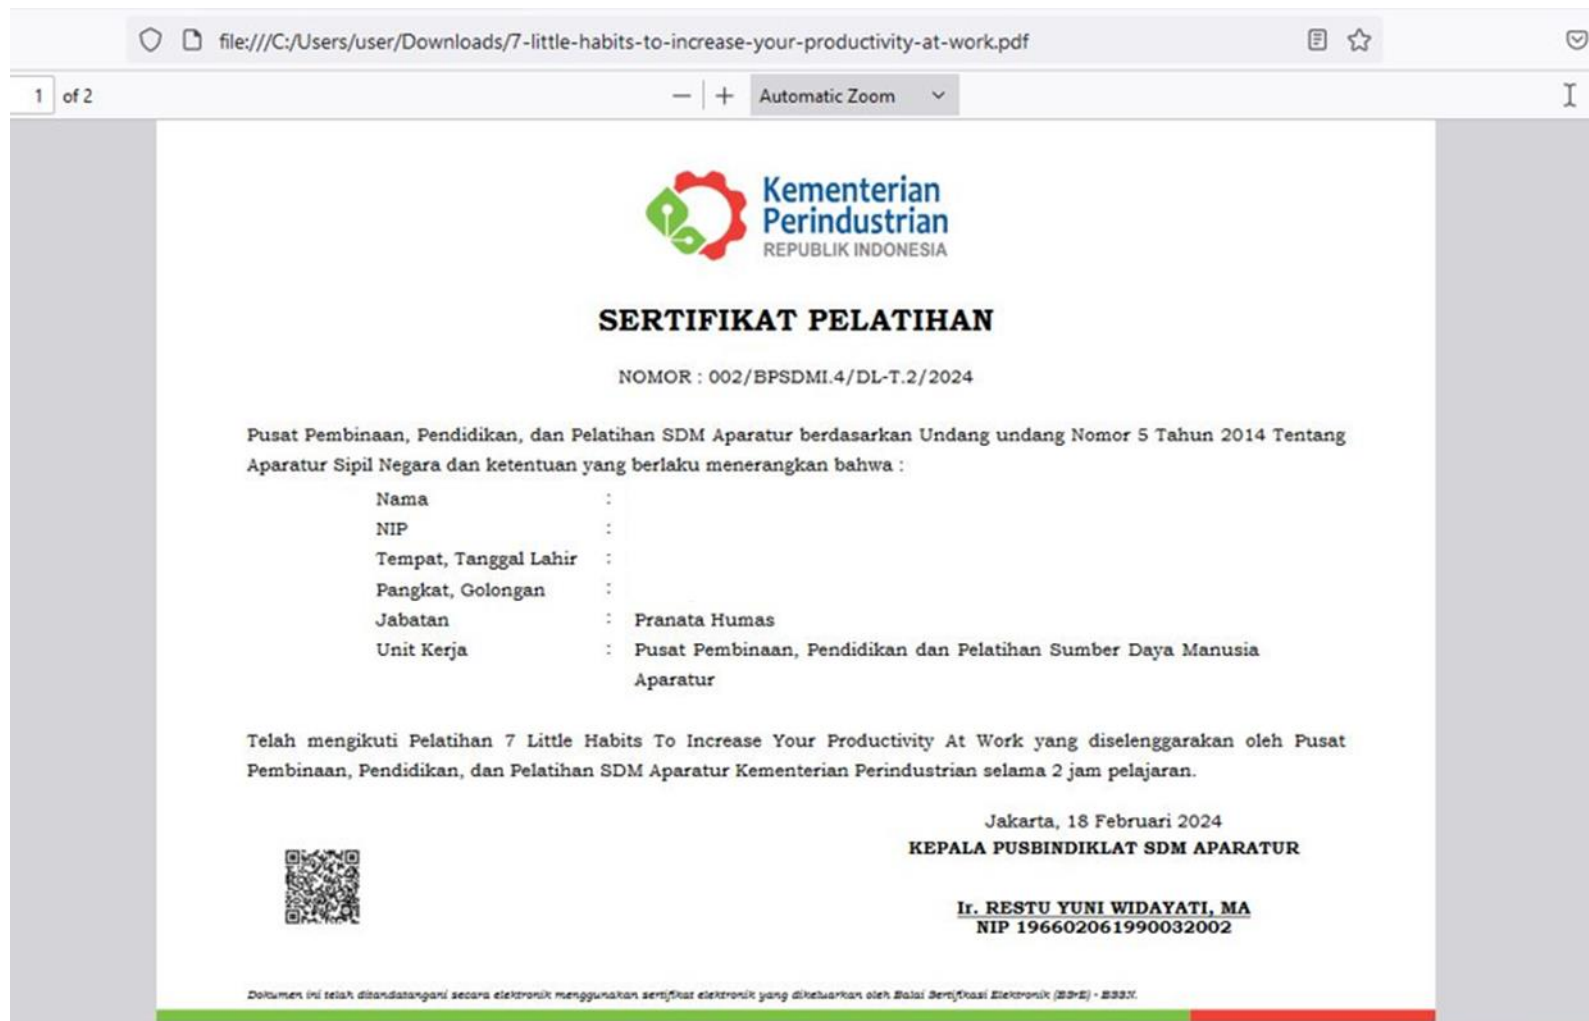 file:///C:/Users/user/Downloads/7-little-habits-to-increase-your-productivity-at-work.pdf
1 of 2
Automatic Zoom
Kementerian
Perindustrian
REPUBLIK INDONESIA
SERTIFIKAT PELATIHAN
NOMOR : 002/BPSDMI.4/DL-T.2/2024
Pusat Pembinaan, Pendidikan, dan Pelatihan SDM Aparatur berdasarkan Undang undang Nomor 5 Tahun 2014 Tentang
Aparatur Sipil Negara dan ketentuan yang berlaku menerangkan bahwa :
Nama :
NIP :
Tempat, Tanggal Lahir :
Pangkat, Golongan :
Jabatan : Pranata Humas
Unit Kerja : Pusat Pembinaan, Pendidikan dan Pelatihan Sumber Daya Manusia
Aparatur
Telah mengikuti Pelatihan 7 Little Habits To Increase Your Productivity At Work yang diselenggarakan oleh Pusat
Pembinaan, Pendidikan, dan Pelatihan SDM Aparatur Kementerian Perindustrian selama 2 jam pelajaran.
Jakarta, 18 Februari 2024
KEPALA PUSBINDIKLAT SDM APARATUR
Ir. RESTU YUNI WIDAYATI, MA
NIP 196602061990032002
Dokumen ini telah ditandatangani secara elektronik menggunakan sertifikat elektronik yang dikeluarkan oleh Balai Sertifikasi Elektronik (BSrE) - BSSN.